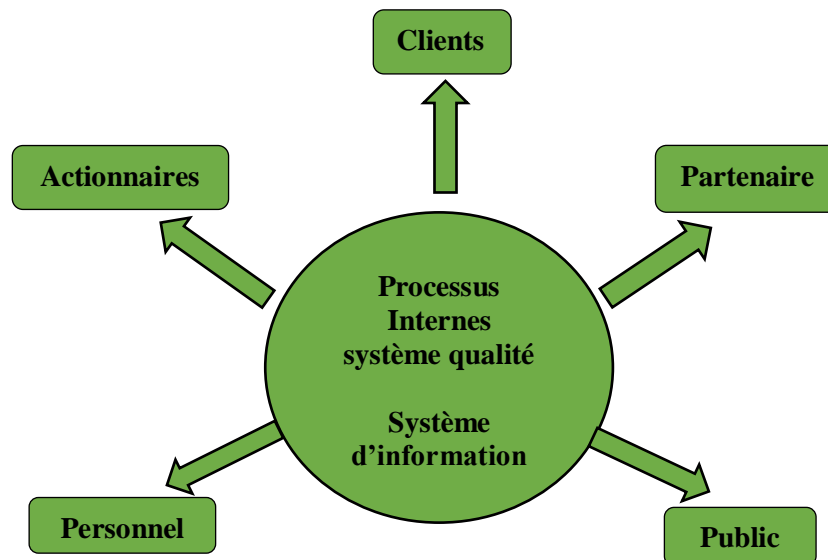 Clients
Actionnaires
Partenaire
Processus
Internes
système qualité
Système
d’information
Personnel
Public